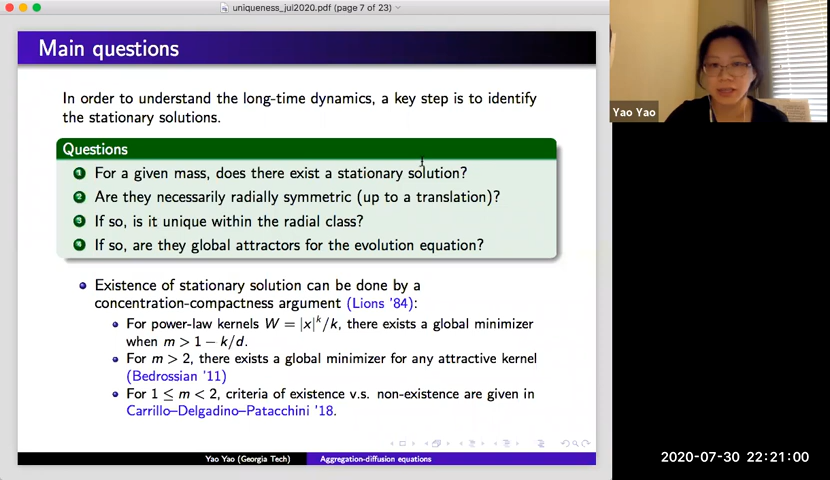 uniqueness_jul2020.pdf (page 7 of 23)
Main questions
In order to understand the long-time dynamics, a key step is to identify
the stationary solutions.
Questions
1 For a given mass, does there exist a stationary solution?
2 Are they necessarily radially symmetric (up to a translation)?
3 If so, is it unique within the radial class?
4 If so, are they global attractors for the evolution equation?
Existence of stationary solution can be done by a
concentration-compactness argument (Lions '84):
For power-law kernels W = |x|^k/k, there exists a global minimizer
when m > 1 − k/d.
For m > 2, there exists a global minimizer for any attractive kernel
(Bedrossian '11)
For 1 ≤ m < 2, criteria of existence v.s. non-existence are given in
Carrillo–Delgadino–Patacchini '18.
Yao Yao (Georgia Tech) Aggregation-diffusion equations
Yao Yao
2020-07-30 22:21:00